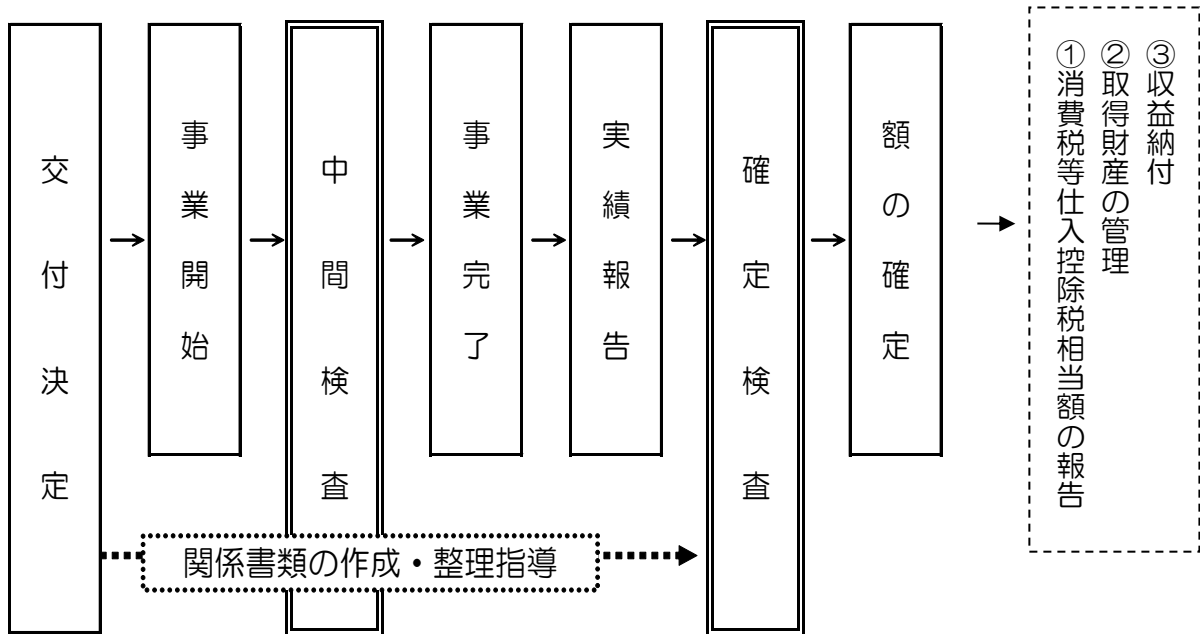 交付決定
事業開始
中間検査
事業完了
実績報告
確定検査
額の確定
①消費税等仕入控除税相当額の報告
②取得財産の管理
③収益納付
関係書類の作成・整理指導